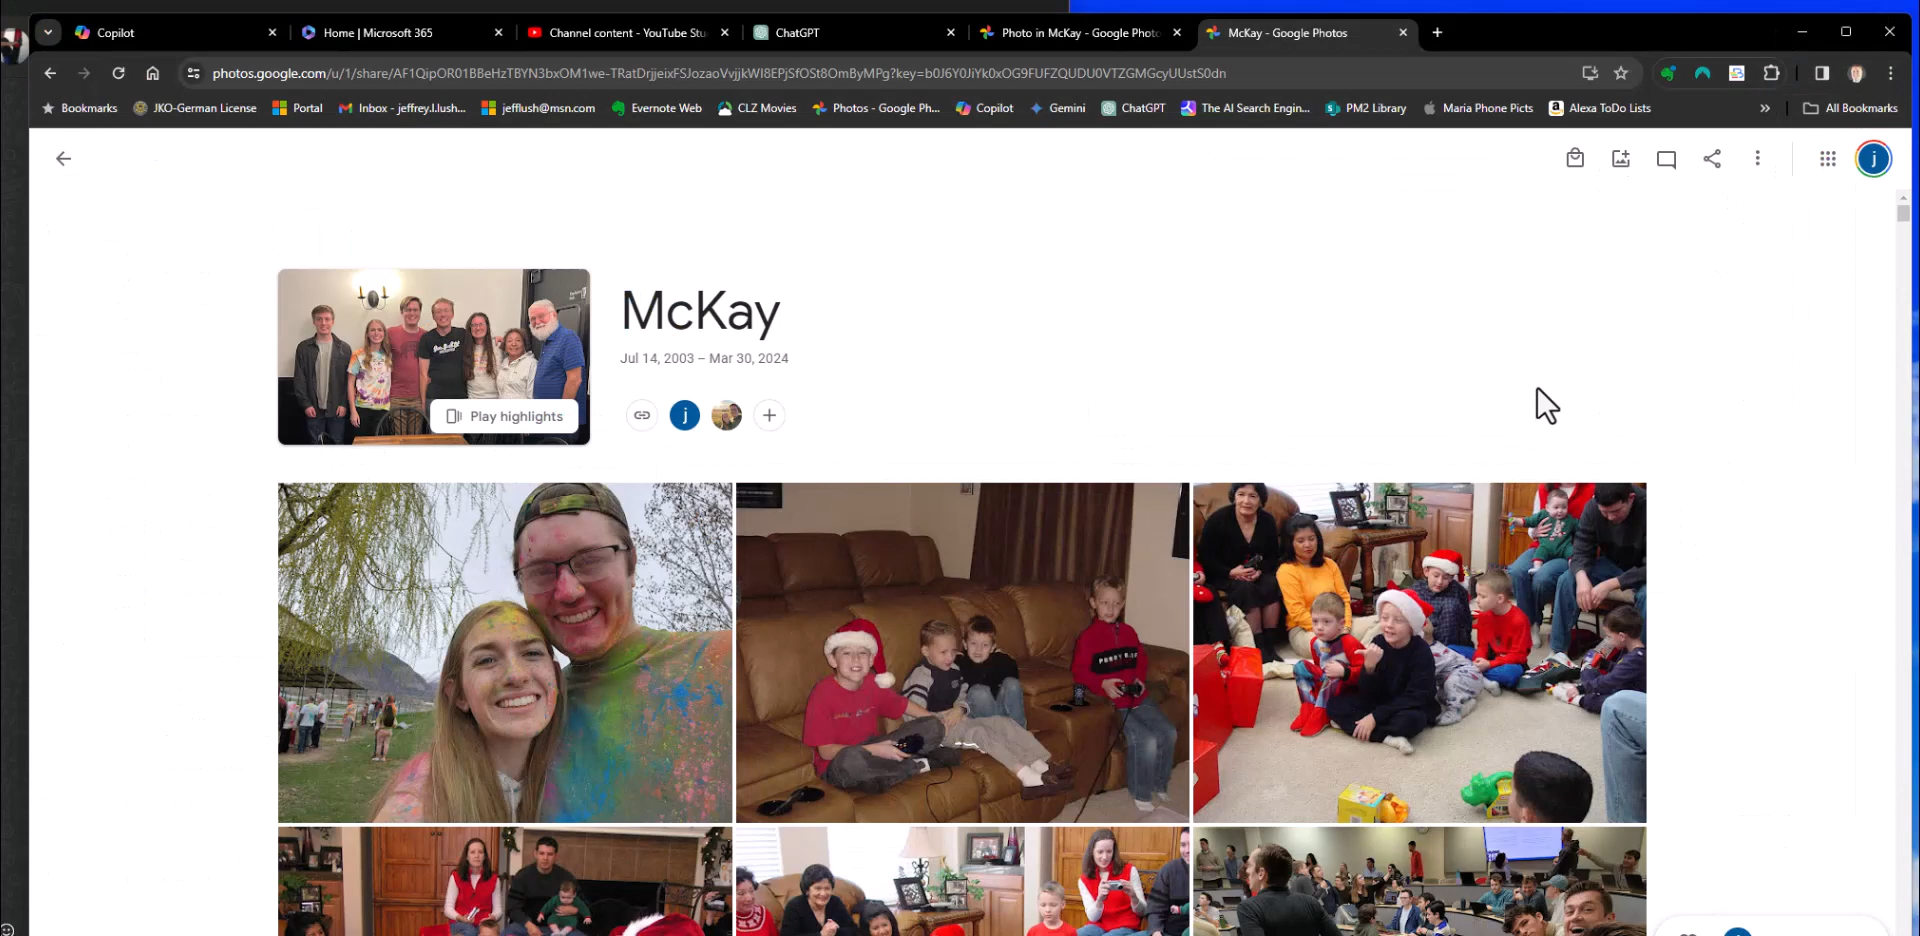 Copilot
Home | Microsoft 365
Channel content - YouTube Stu
ChatGPT
Photo in McKay - Google Photo
McKay - Google Photos
photos.google.com/u/1/share/AF1QipOR01BBeHzTBYN3bxOM1we-TRatDrjjeixFSJozaoVvjjkWI8EPjSfOSt8OmByMPg?key=b0J6Y0JiYk0xOG9FUFZQUDU0VTZGMGcyUUstS0dn
Bookmarks
JKO-German License
Portal
Inbox - jeffrey.l.lush...
jefflush@msn.com
Evernote Web
CLZ Movies
Photos - Google Ph...
Copilot
Gemini
ChatGPT
The AI Search Engin...
PM2 Library
Maria Phone Picts
Alexa ToDo Lists
All Bookmarks
j
McKay
Jul 14, 2003 – Mar 30, 2024
Play highlights
j